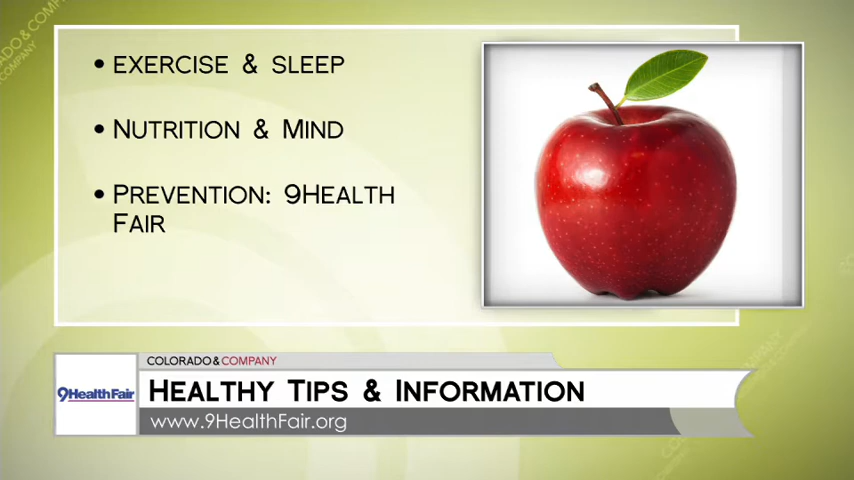 • EXERCISE & SLEEP
• NUTRITION & MIND
• PREVENTION: 9HEALTH
FAIR
COLORADO & COMPANY
9HealthFair
HEALTHY TIPS & INFORMATION
www.9HealthFair.org